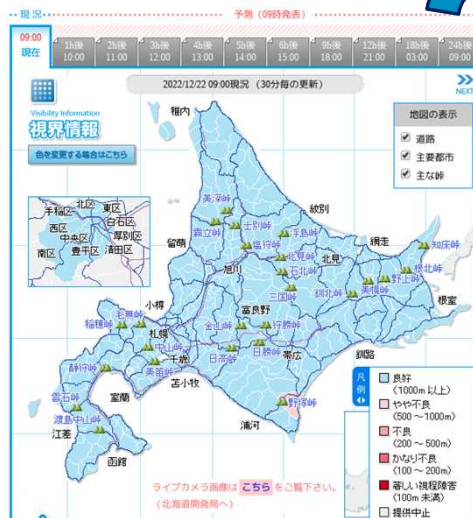 現況
予測（09時発表）
09:00
現在
1h後
10:00
2h後
11:00
3h後
12:00
4h後
13:00
5h後
14:00
6h後
15:00
9h後
18:00
12h後
21:00
18h後
03:00
24h後
09:00
2022/12/22 09:00現況（30分毎の更新）
NEXT
Visibility Information
視界情報
色を変更する場合はこちら
地図の表示
道路
主要都市
主な峠
手稲区
北区
東区
西区
白石区
中央区
厚別区
南区
豊平区
清田区
稚内
美深峠
霧立峠
士別峠
浮島峠
紋別
留萌
塩狩峠
北見峠
北見
網走
知床峠
旭川
石北峠
根北峠
野上峠
美幌峠
釧北峠
三国峠
根室
小樽
毛無峠
稲穂峠
札幌
中山峠
千歳
富良野
金山峠
狩勝峠
日勝峠
日高峠
帯広
釧路
静狩峠
美笛峠
苫小牧
室蘭
雲石峠
渡島中山峠
江差
函館
浦河
野塚峠
凡例
良好
(1000m以上)
やや不良
(500～1000m)
不良
(200～500m)
かなり不良
(100～200m)
著しい視程障害
(100m未満)
提供中止
ライブカメラ画像は こちら をご覧下さい。
(北海道開発局へ)